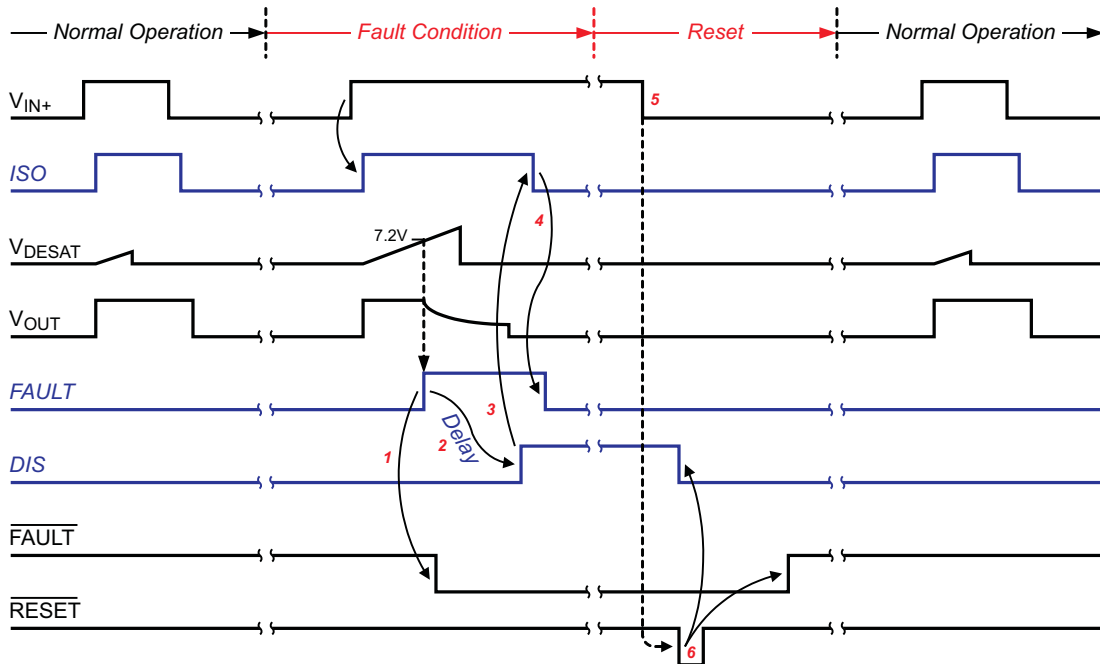 Normal Operation Fault Condition Reset Normal Operation
VIN+ 5
ISO
4
VDESAT 7.2V
VOUT
FAULT
3
Delay
2
1
DIS
FAULT
RESET
6